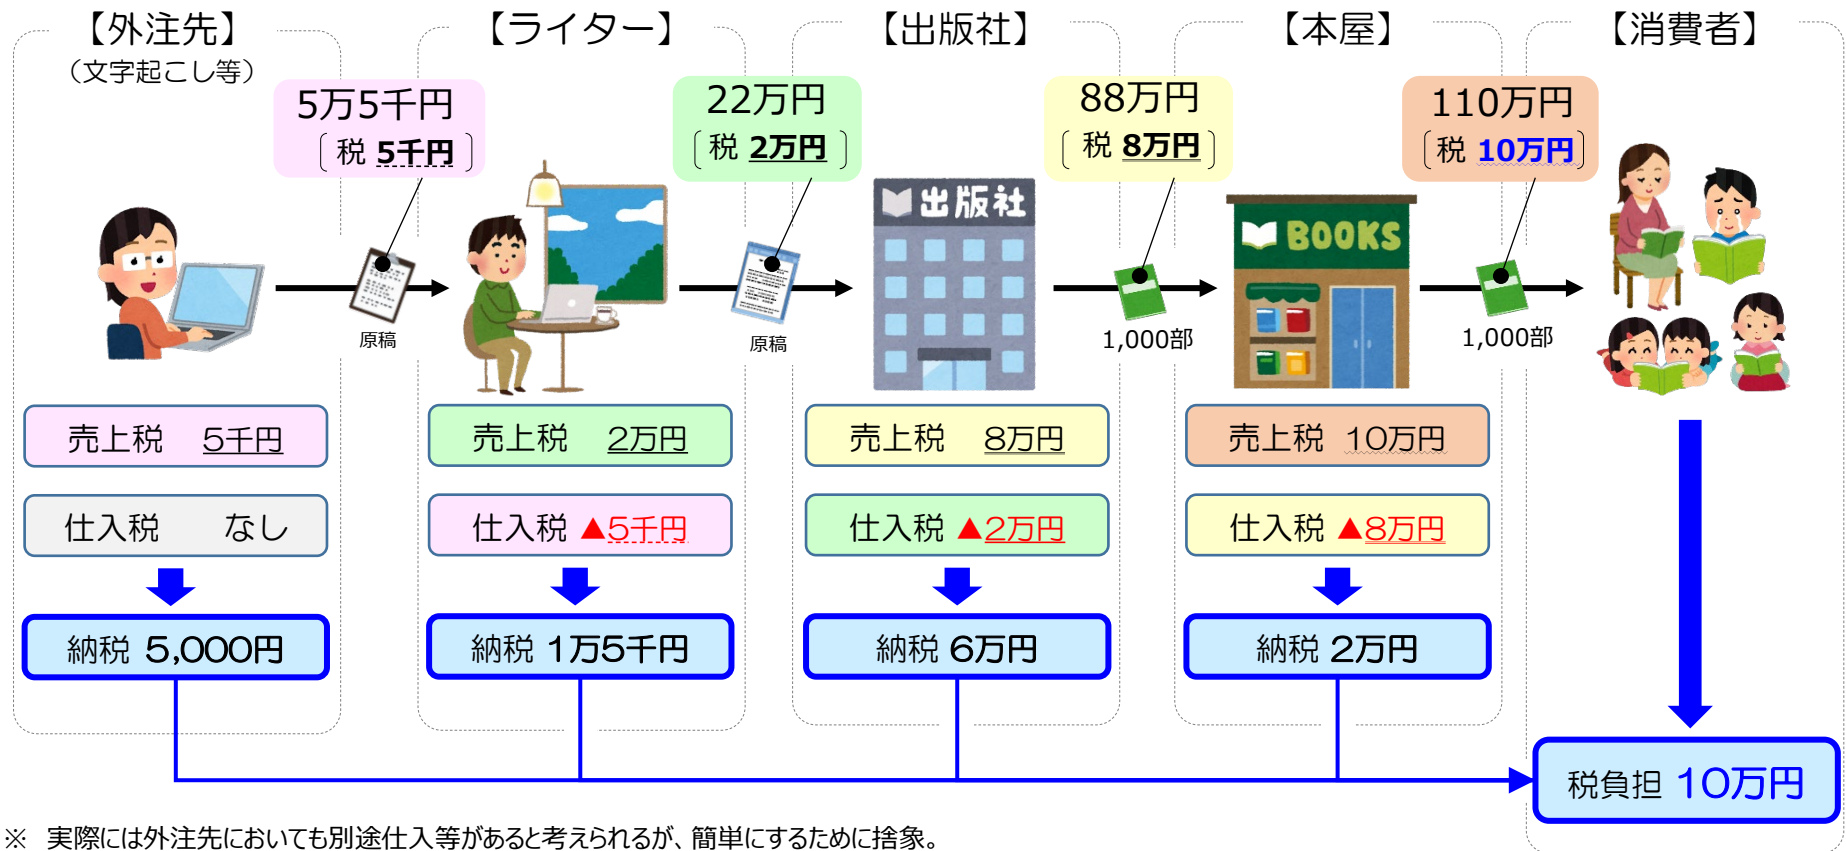 【外注先】
（文字起こし等）
【ライター】
【出版社】
【本屋】
【消費者】
5万5千円
税 5千円
22万円
税 2万円
88万円
税 8万円
110万円
税 10万円
出版社
BOOKS
原稿
原稿
1,000部
1,000部
売上税 5千円
売上税 2万円
売上税 8万円
売上税 10万円
仕入税 なし
仕入税 ▲5千円
仕入税 ▲2万円
仕入税 ▲8万円
納税 5,000円
納税 1万5千円
納税 6万円
納税 2万円
税負担 10万円
※ 実際には外注先においても別途仕入等があると考えられるが、簡単にするために捨象。